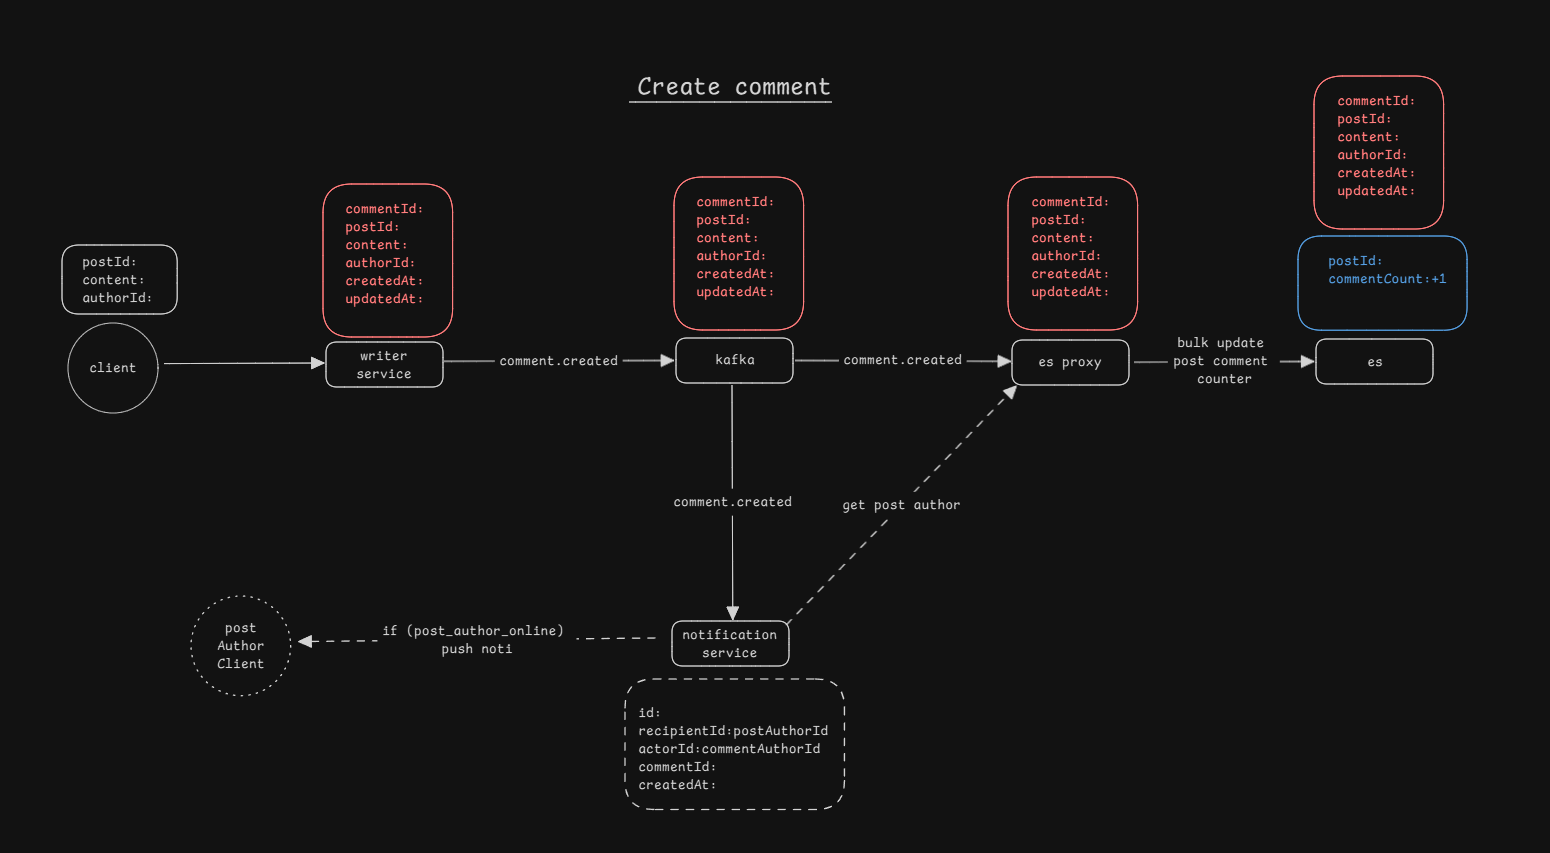 Create comment
commentId:
postId:
content:
authorId:
createdAt:
updatedAt:
postId:
commentCount:+1
commentId:
postId:
content:
authorId:
createdAt:
updatedAt:
commentId:
postId:
content:
authorId:
createdAt:
updatedAt:
commentId:
postId:
content:
authorId:
createdAt:
updatedAt:
postId:
content:
authorId:
client
writer
service
comment.created
kafka
comment.created
es proxy
bulk update
post comment
counter
es
comment.created
get post author
post
Author
Client
if (post_author_online)
push noti
notification
service
id:
recipientId:postAuthorId
actorId:commentAuthorId
commentId:
createdAt: